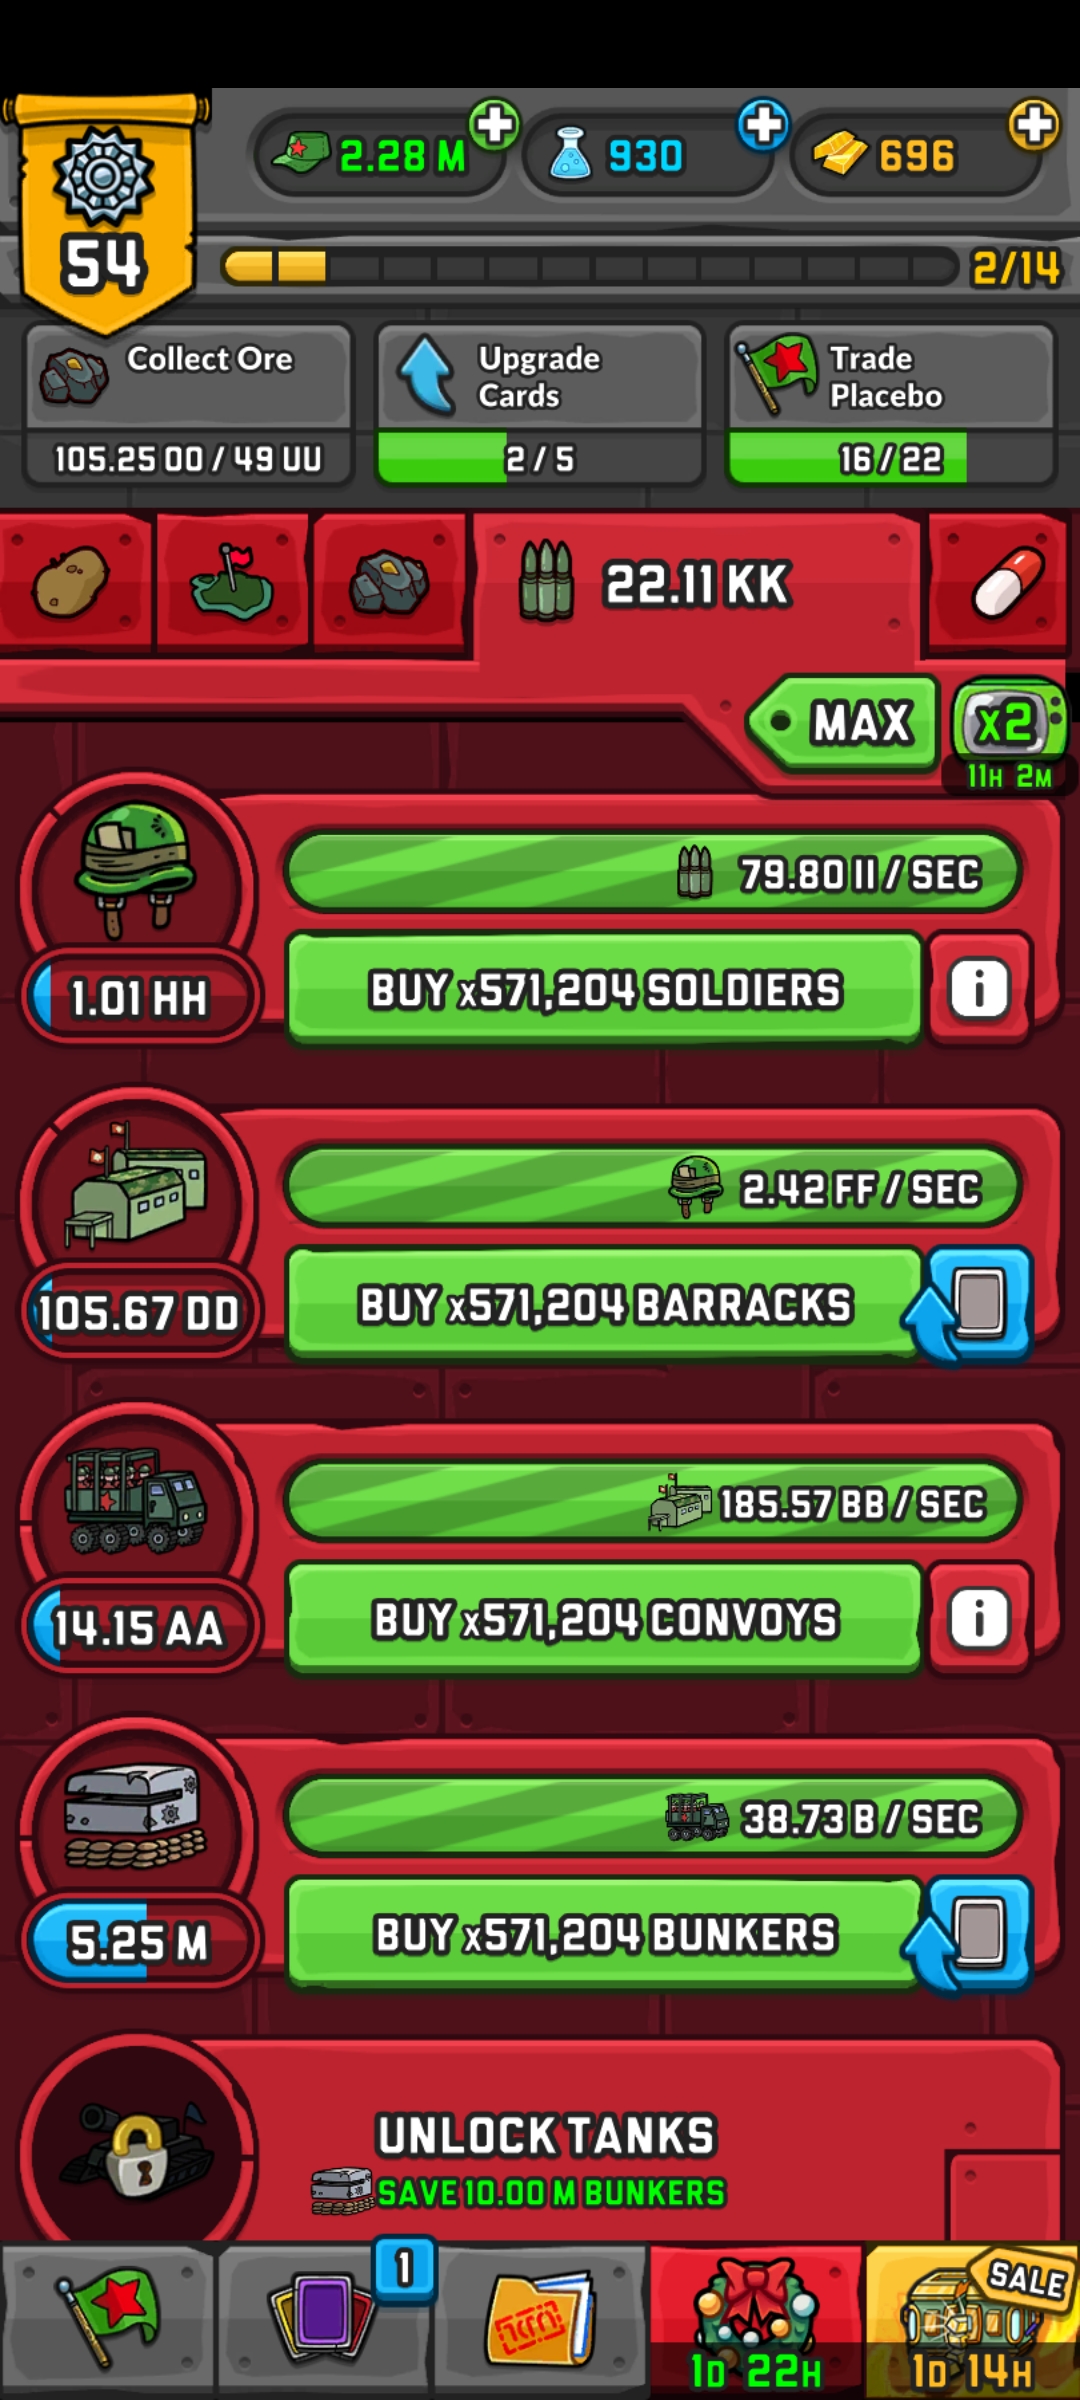 54
2.28 M
930
696
2/14
Collect Ore
105.25 OO / 49 UU
Upgrade
Cards
2 / 5
Trade
Placebo
16 / 22
22.11 KK
MAX
X2
11H 2M
79.80 II / SEC
1.01 HH
BUY x571,204 SOLDIERS
i
2.42 FF / SEC
105.67 DD
BUY x571,204 BARRACKS
185.57 BB / SEC
14.15 AA
BUY x571,204 CONVOYS
i
38.73 B / SEC
5.25 M
BUY x571,204 BUNKERS
UNLOCK TANKS
SAVE 10.00 M BUNKERS
1
SALE
1D 22H
1D 14H